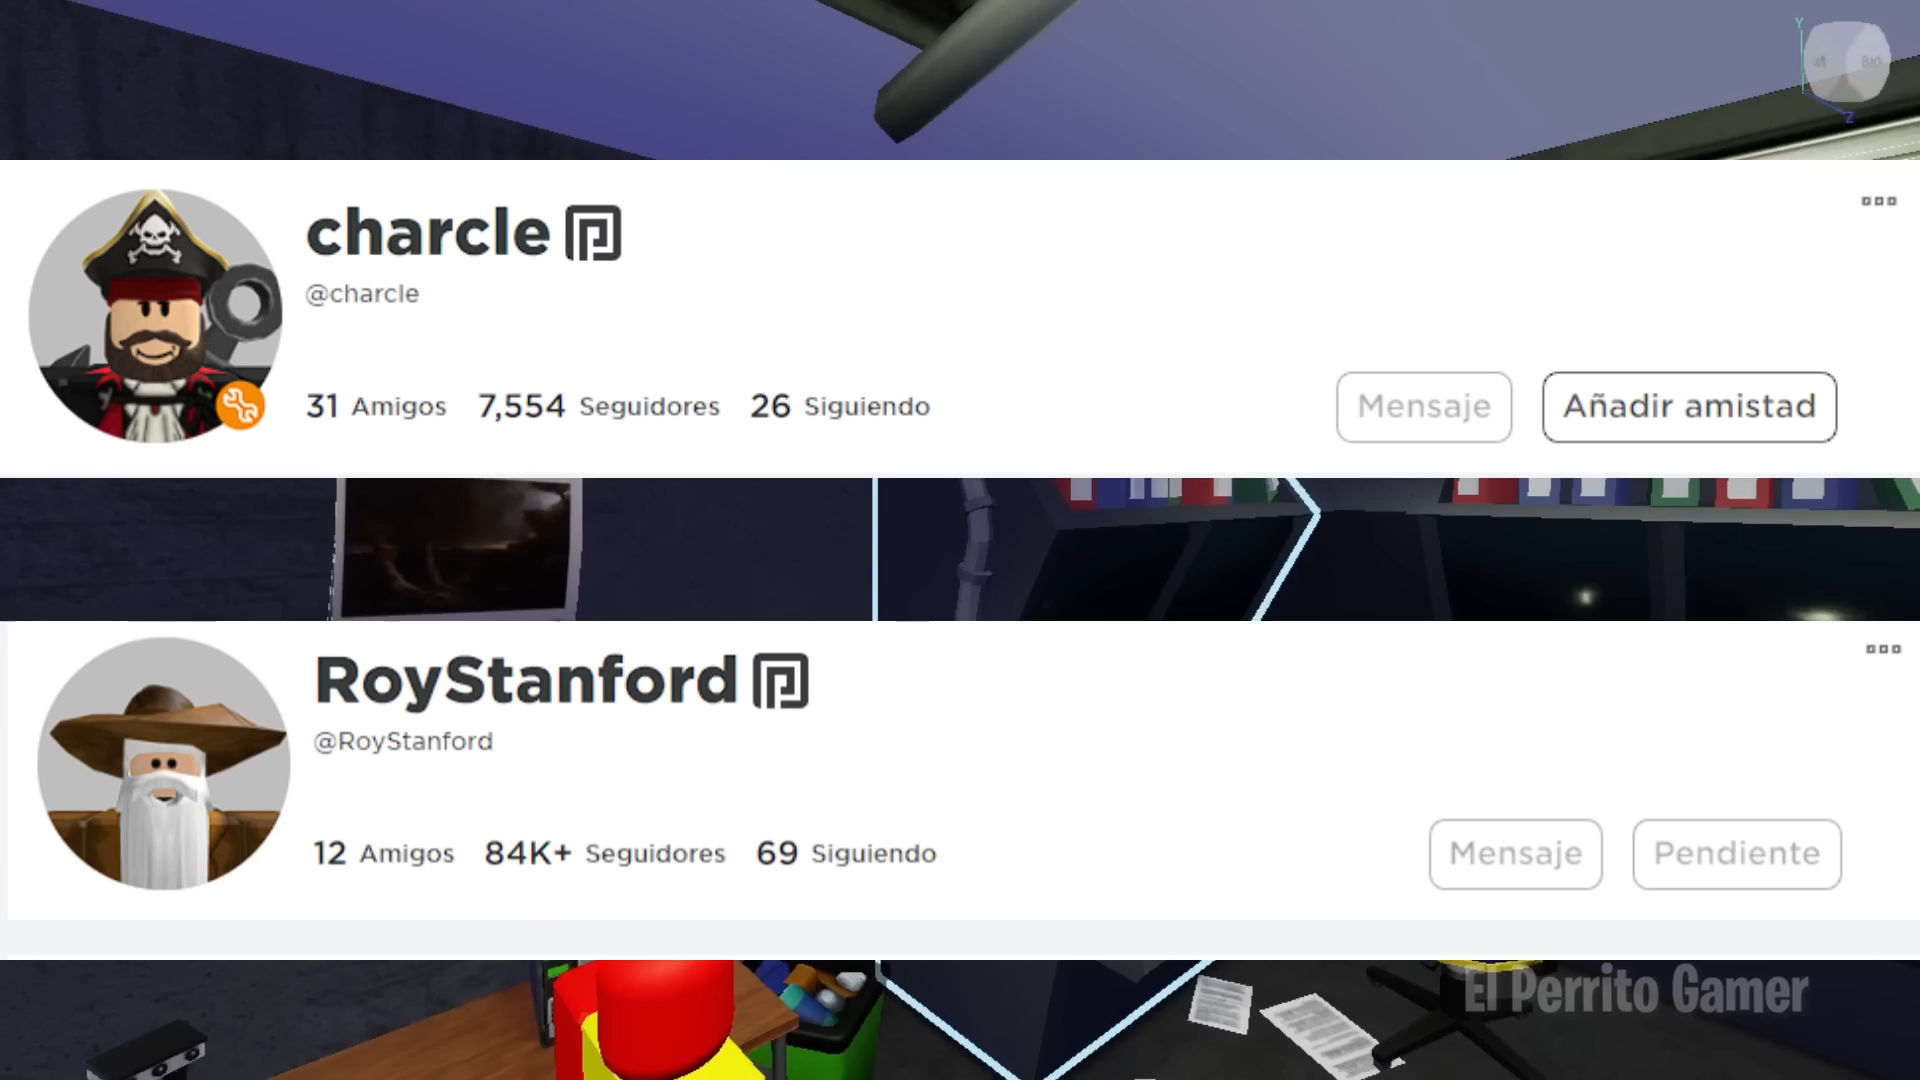 Y
Back
Z
charcle
@charcle
31 Amigos 7,554 Seguidores 26 Siguiendo
Mensaje Añadir amistad
RoyStanford
@RoyStanford
12 Amigos 84K+ Seguidores 69 Siguiendo
Mensaje Pendiente
El Perrito Gamer